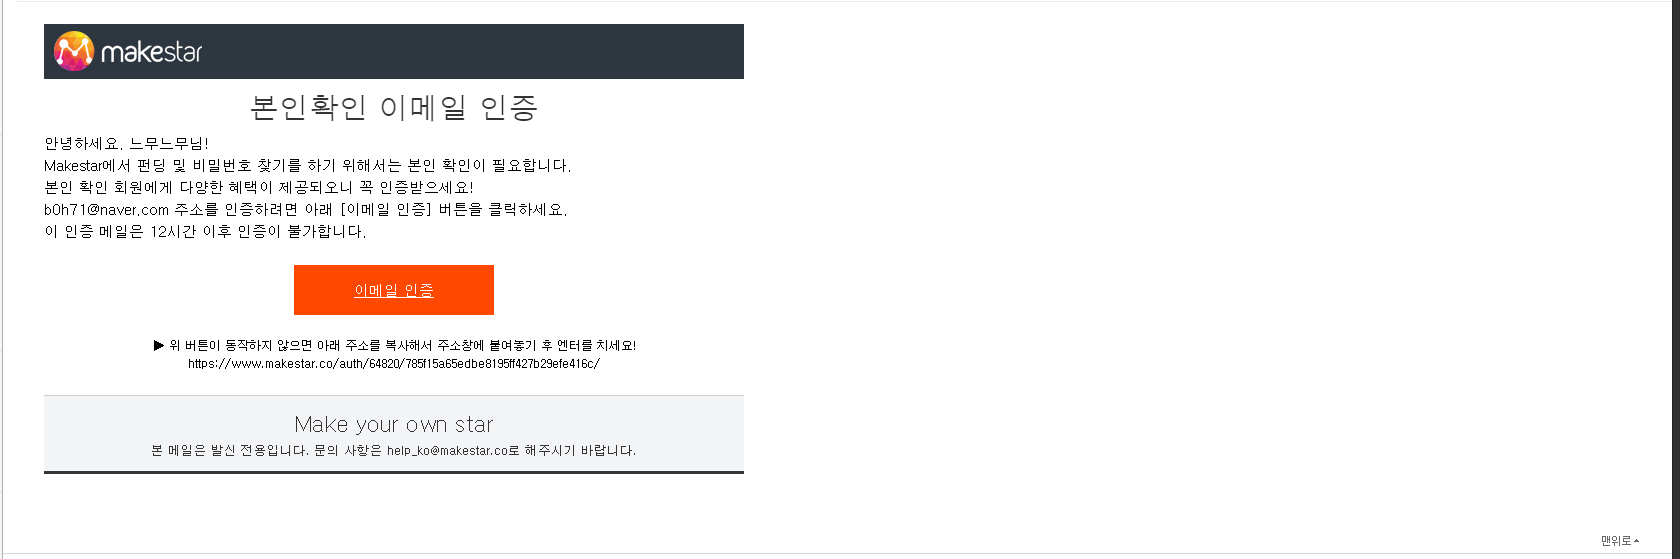 makestar
본인확인 이메일 인증
안녕하세요, 느무느무님!
Makestar에서 펀딩 및 비밀번호 찾기를 하기 위해서는 본인 확인이 필요합니다.
본인 확인 회원에게 다양한 혜택이 제공되오니 꼭 인증받으세요!
b0h71@naver.com 주소를 인증하려면 아래 [이메일 인증] 버튼을 클릭하세요.
이 인증 메일은 12시간 이후 인증이 불가합니다.
이메일 인증
▶ 위 버튼이 동작하지 않으면 아래 주소를 복사해서 주소창에 붙여놓기 후 엔터를 치세요!
https://www.makestar.co/auth/64820/785f15a65edbe8195ff427b29efe416c/
Make your own star
본 메일은 발신 전용입니다. 문의 사항은 help_ko@makestar.co로 해주시기 바랍니다.
맨위로